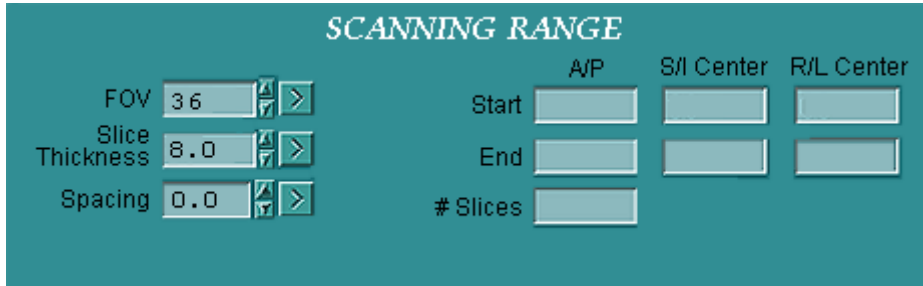 SCANNING RANGE
A/P S/I Center R/L Center
FOV 36 > Start
Slice
Thickness 8.0 > End
Spacing 0.0 > # Slices